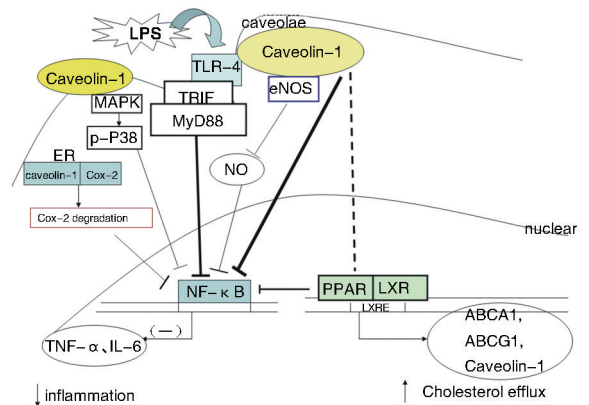 caveolae
LPS
Caveolin-1
TLR-4
Caveolin-1
TRIF
eNOS
MAPK
MyD88
p-P38
ER
NO
caveolin-1 Cox-2
Cox-2 degradation
nuclear
NF-κB
PPAR LXR
LXRE
(—)
ABCA1,
TNF-α、IL-6
ABCG1,
Caveolin-1
↓ inflammation
↑ Cholesterol efflux